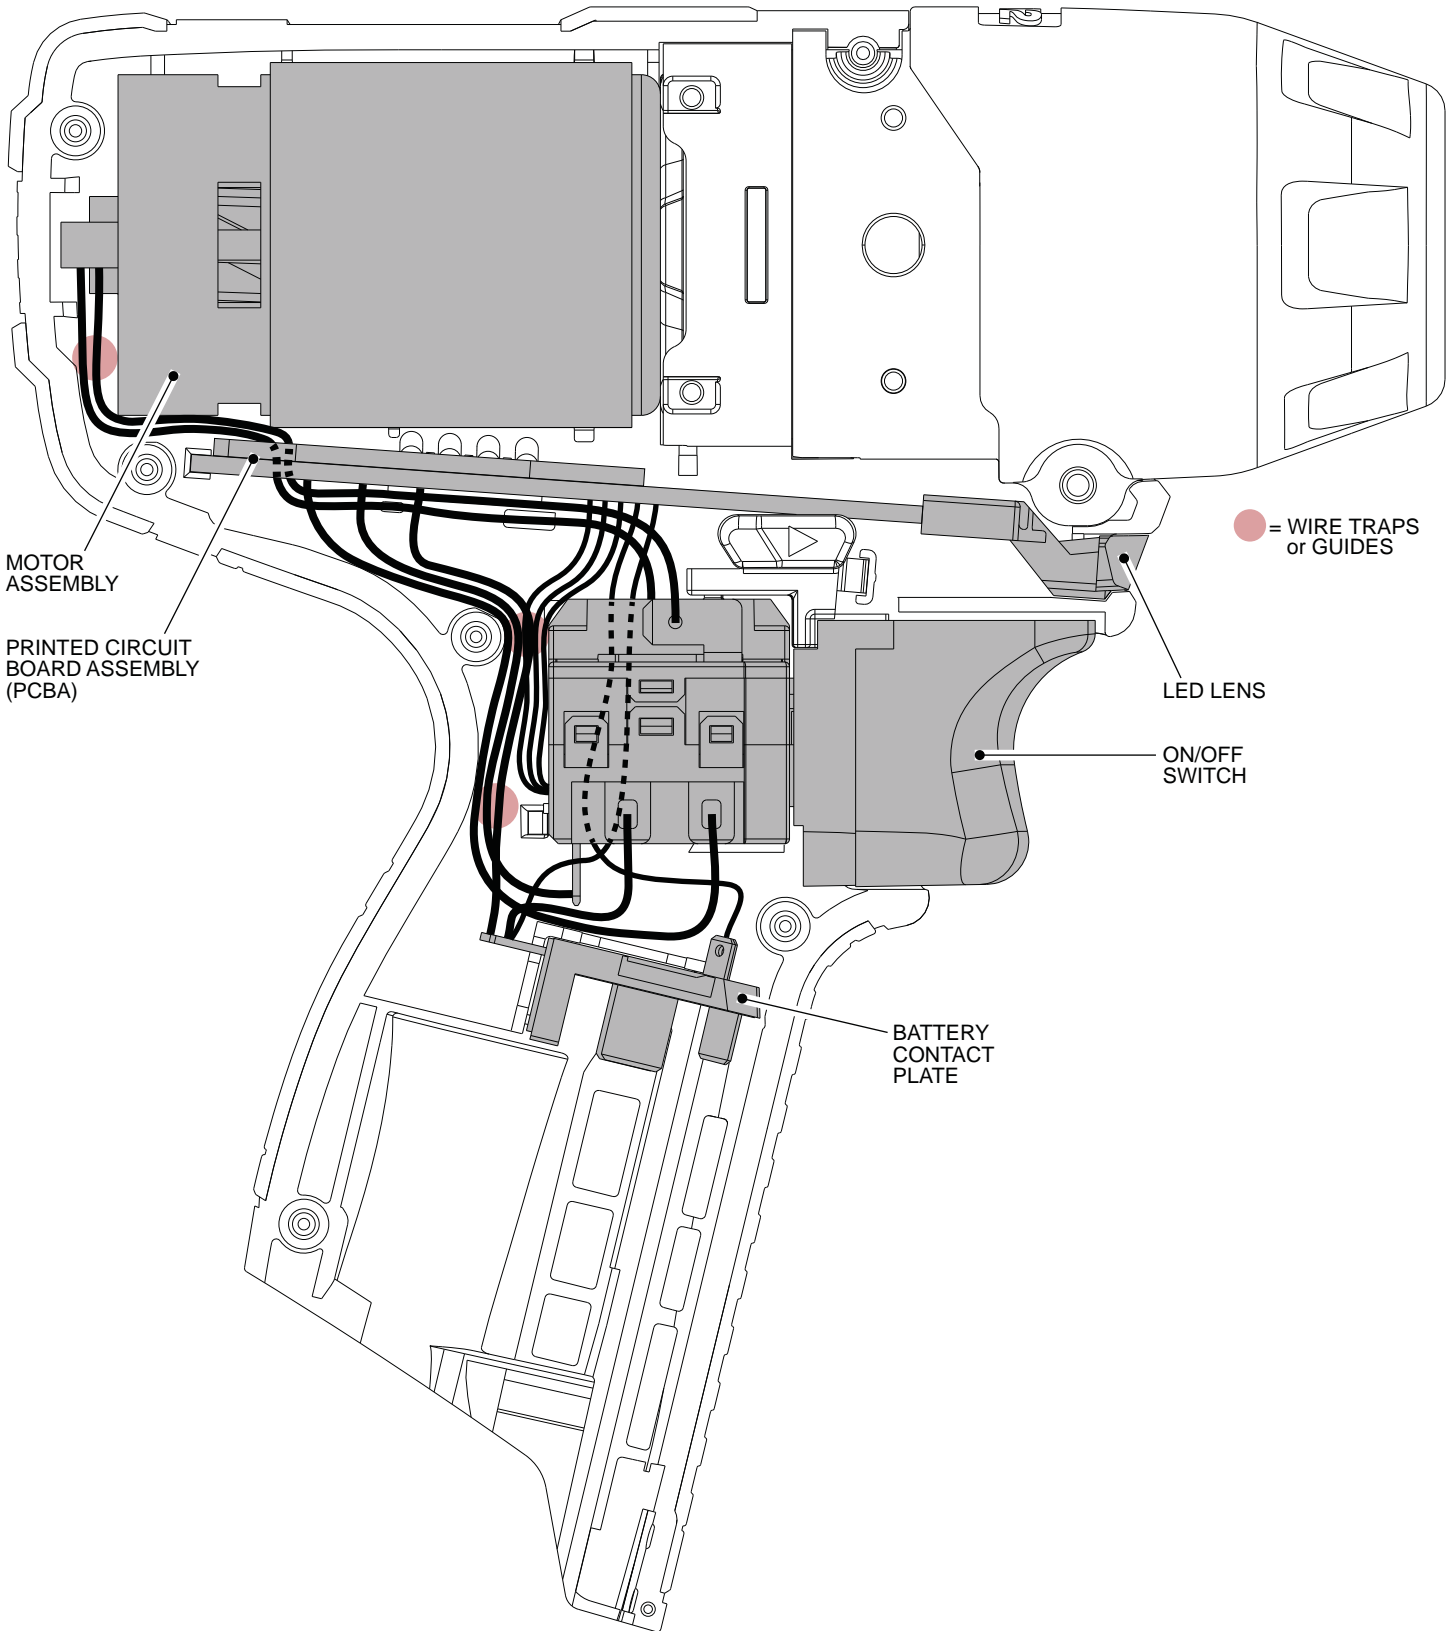 MOTOR
ASSEMBLY
PRINTED CIRCUIT
BOARD ASSEMBLY
(PCBA)
= WIRE TRAPS
or GUIDES
LED LENS
ON/OFF
SWITCH
BATTERY
CONTACT
PLATE